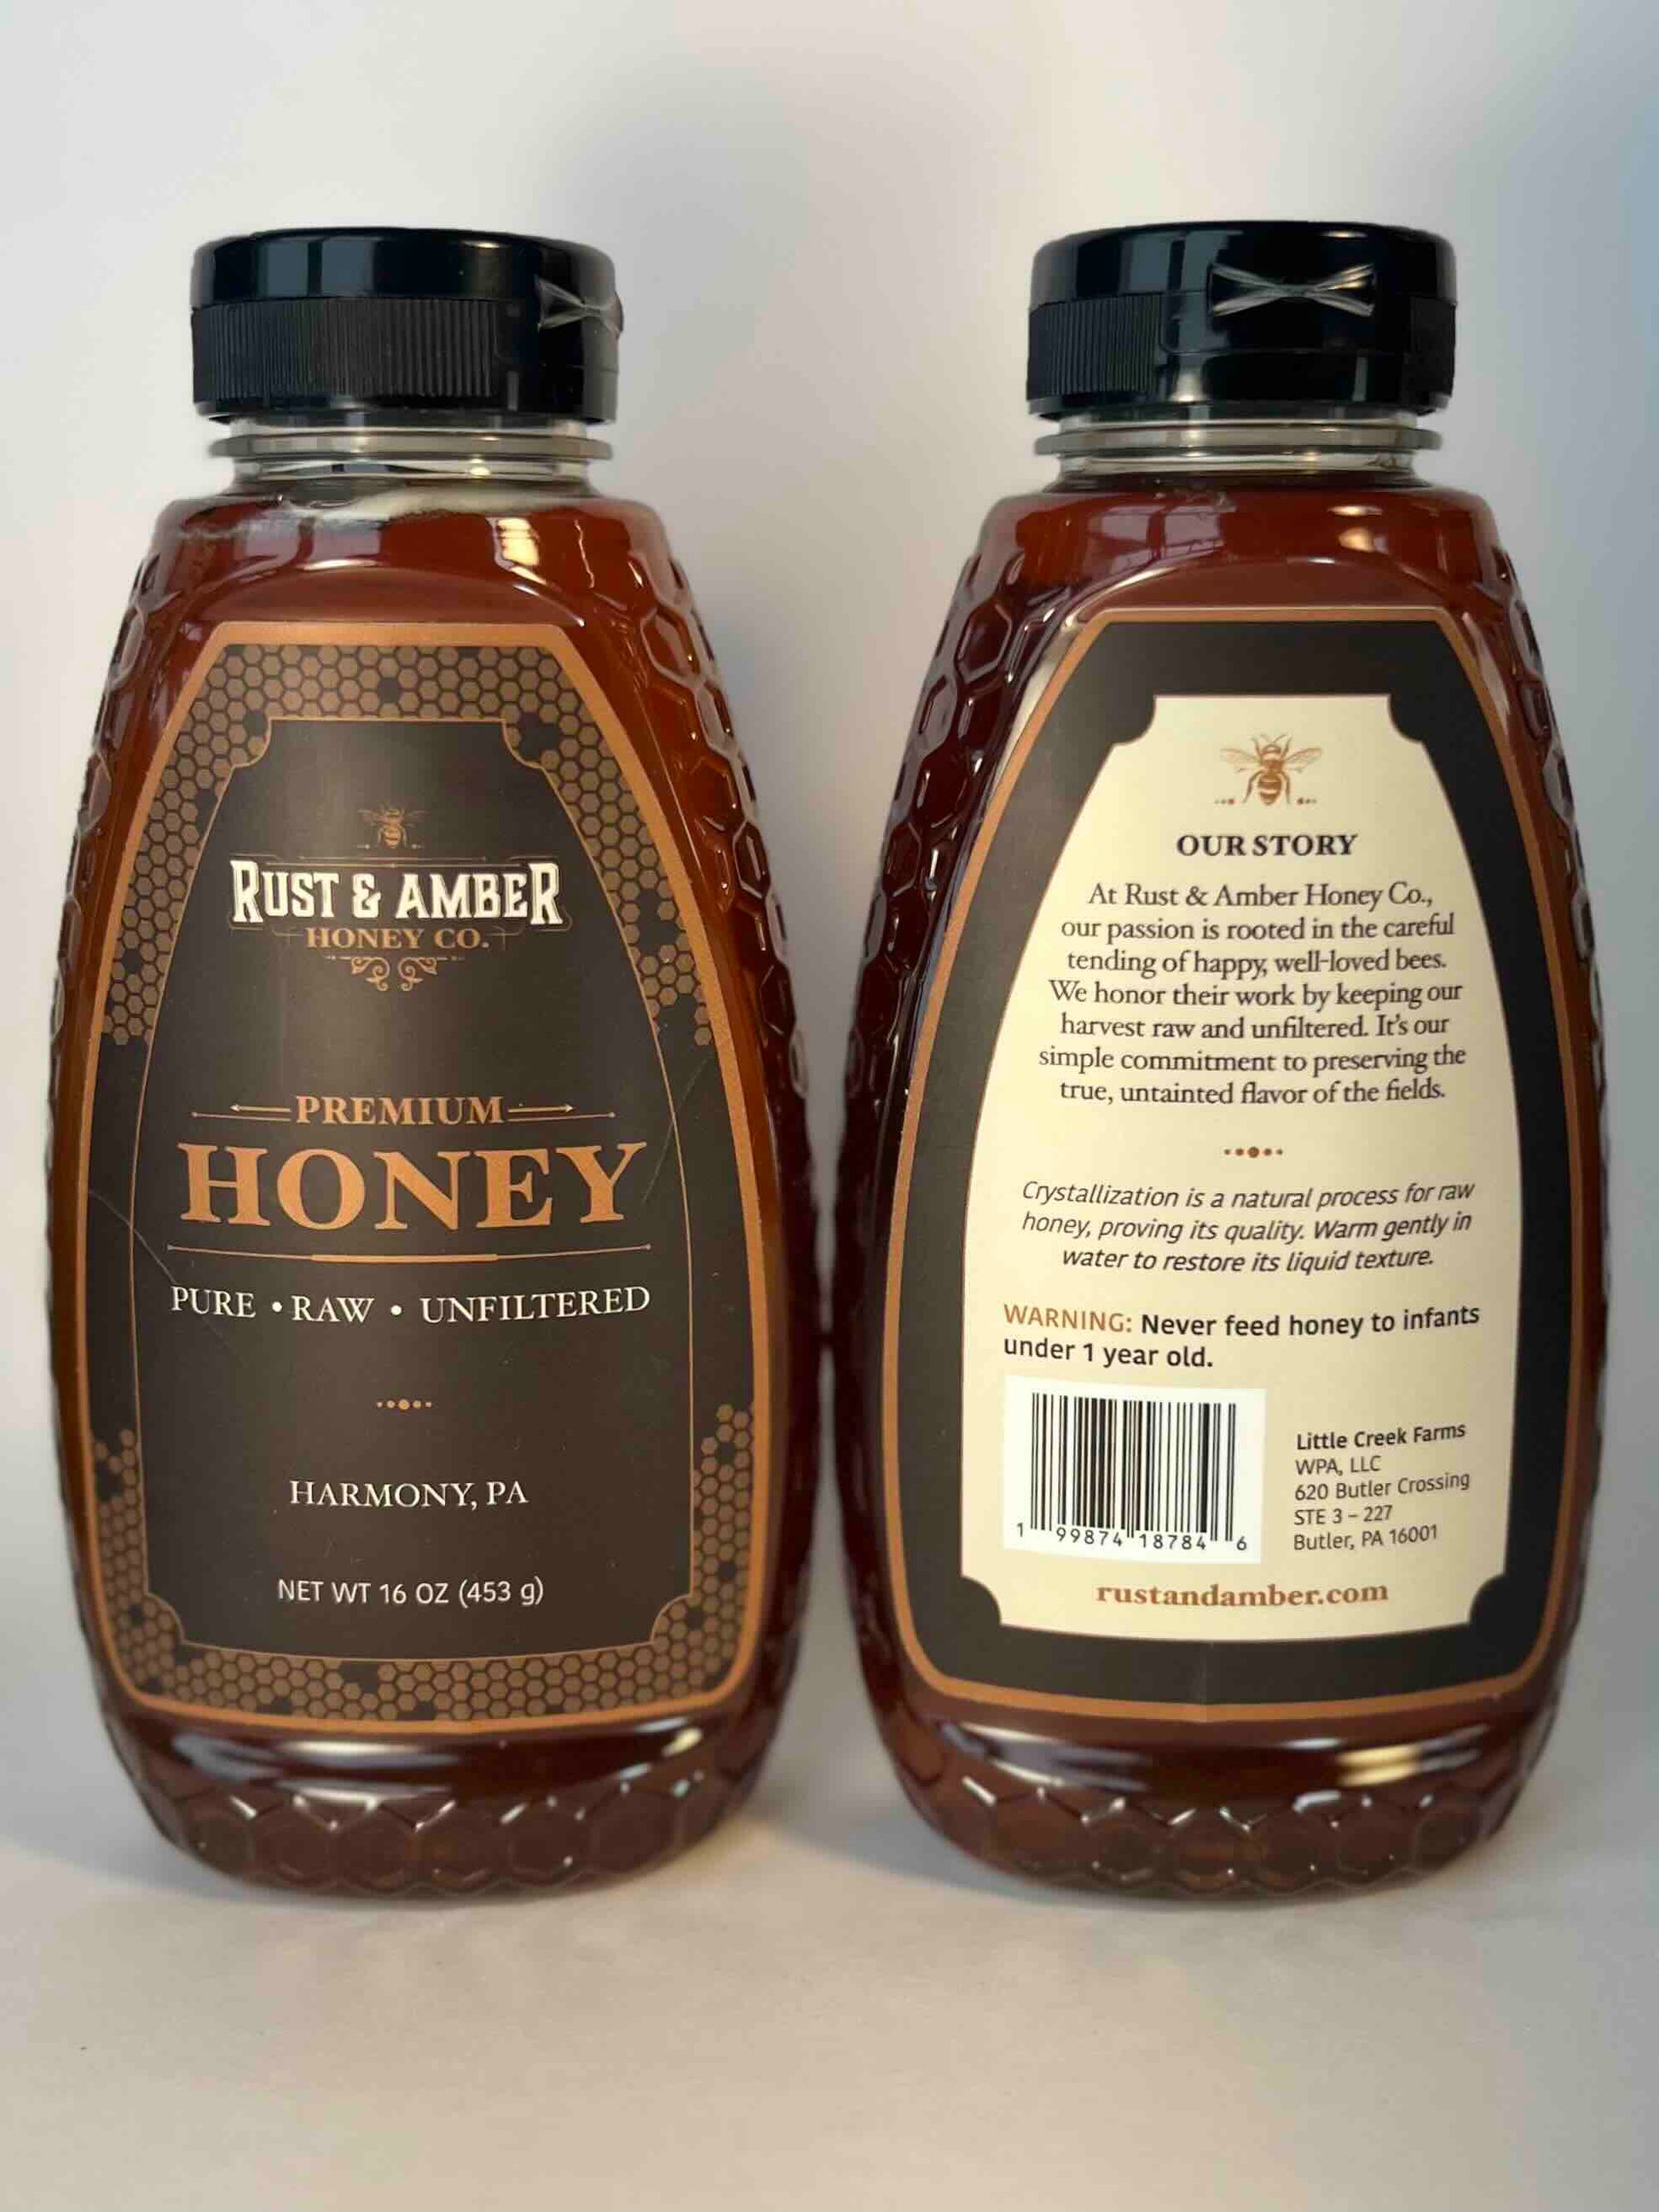 RUST & AMBER
HONEY CO.
PREMIUM
HONEY
PURE • RAW • UNFILTERED
HARMONY, PA
NET WT 16 OZ (453 g)
OUR STORY
At Rust & Amber Honey Co.,
our passion is rooted in the careful
tending of happy, well-loved bees.
We honor their work by keeping our
harvest raw and unfiltered. It's our
simple commitment to preserving the
true, untainted flavor of the fields.
Crystallization is a natural process for raw
honey, proving its quality. Warm gently in
water to restore its liquid texture.
WARNING: Never feed honey to infants
under 1 year old.
1 99874 18784 6
Little Creek Farms
WPA, LLC
620 Butler Crossing
STE 3 – 227
Butler, PA 16001
rustandamber.com